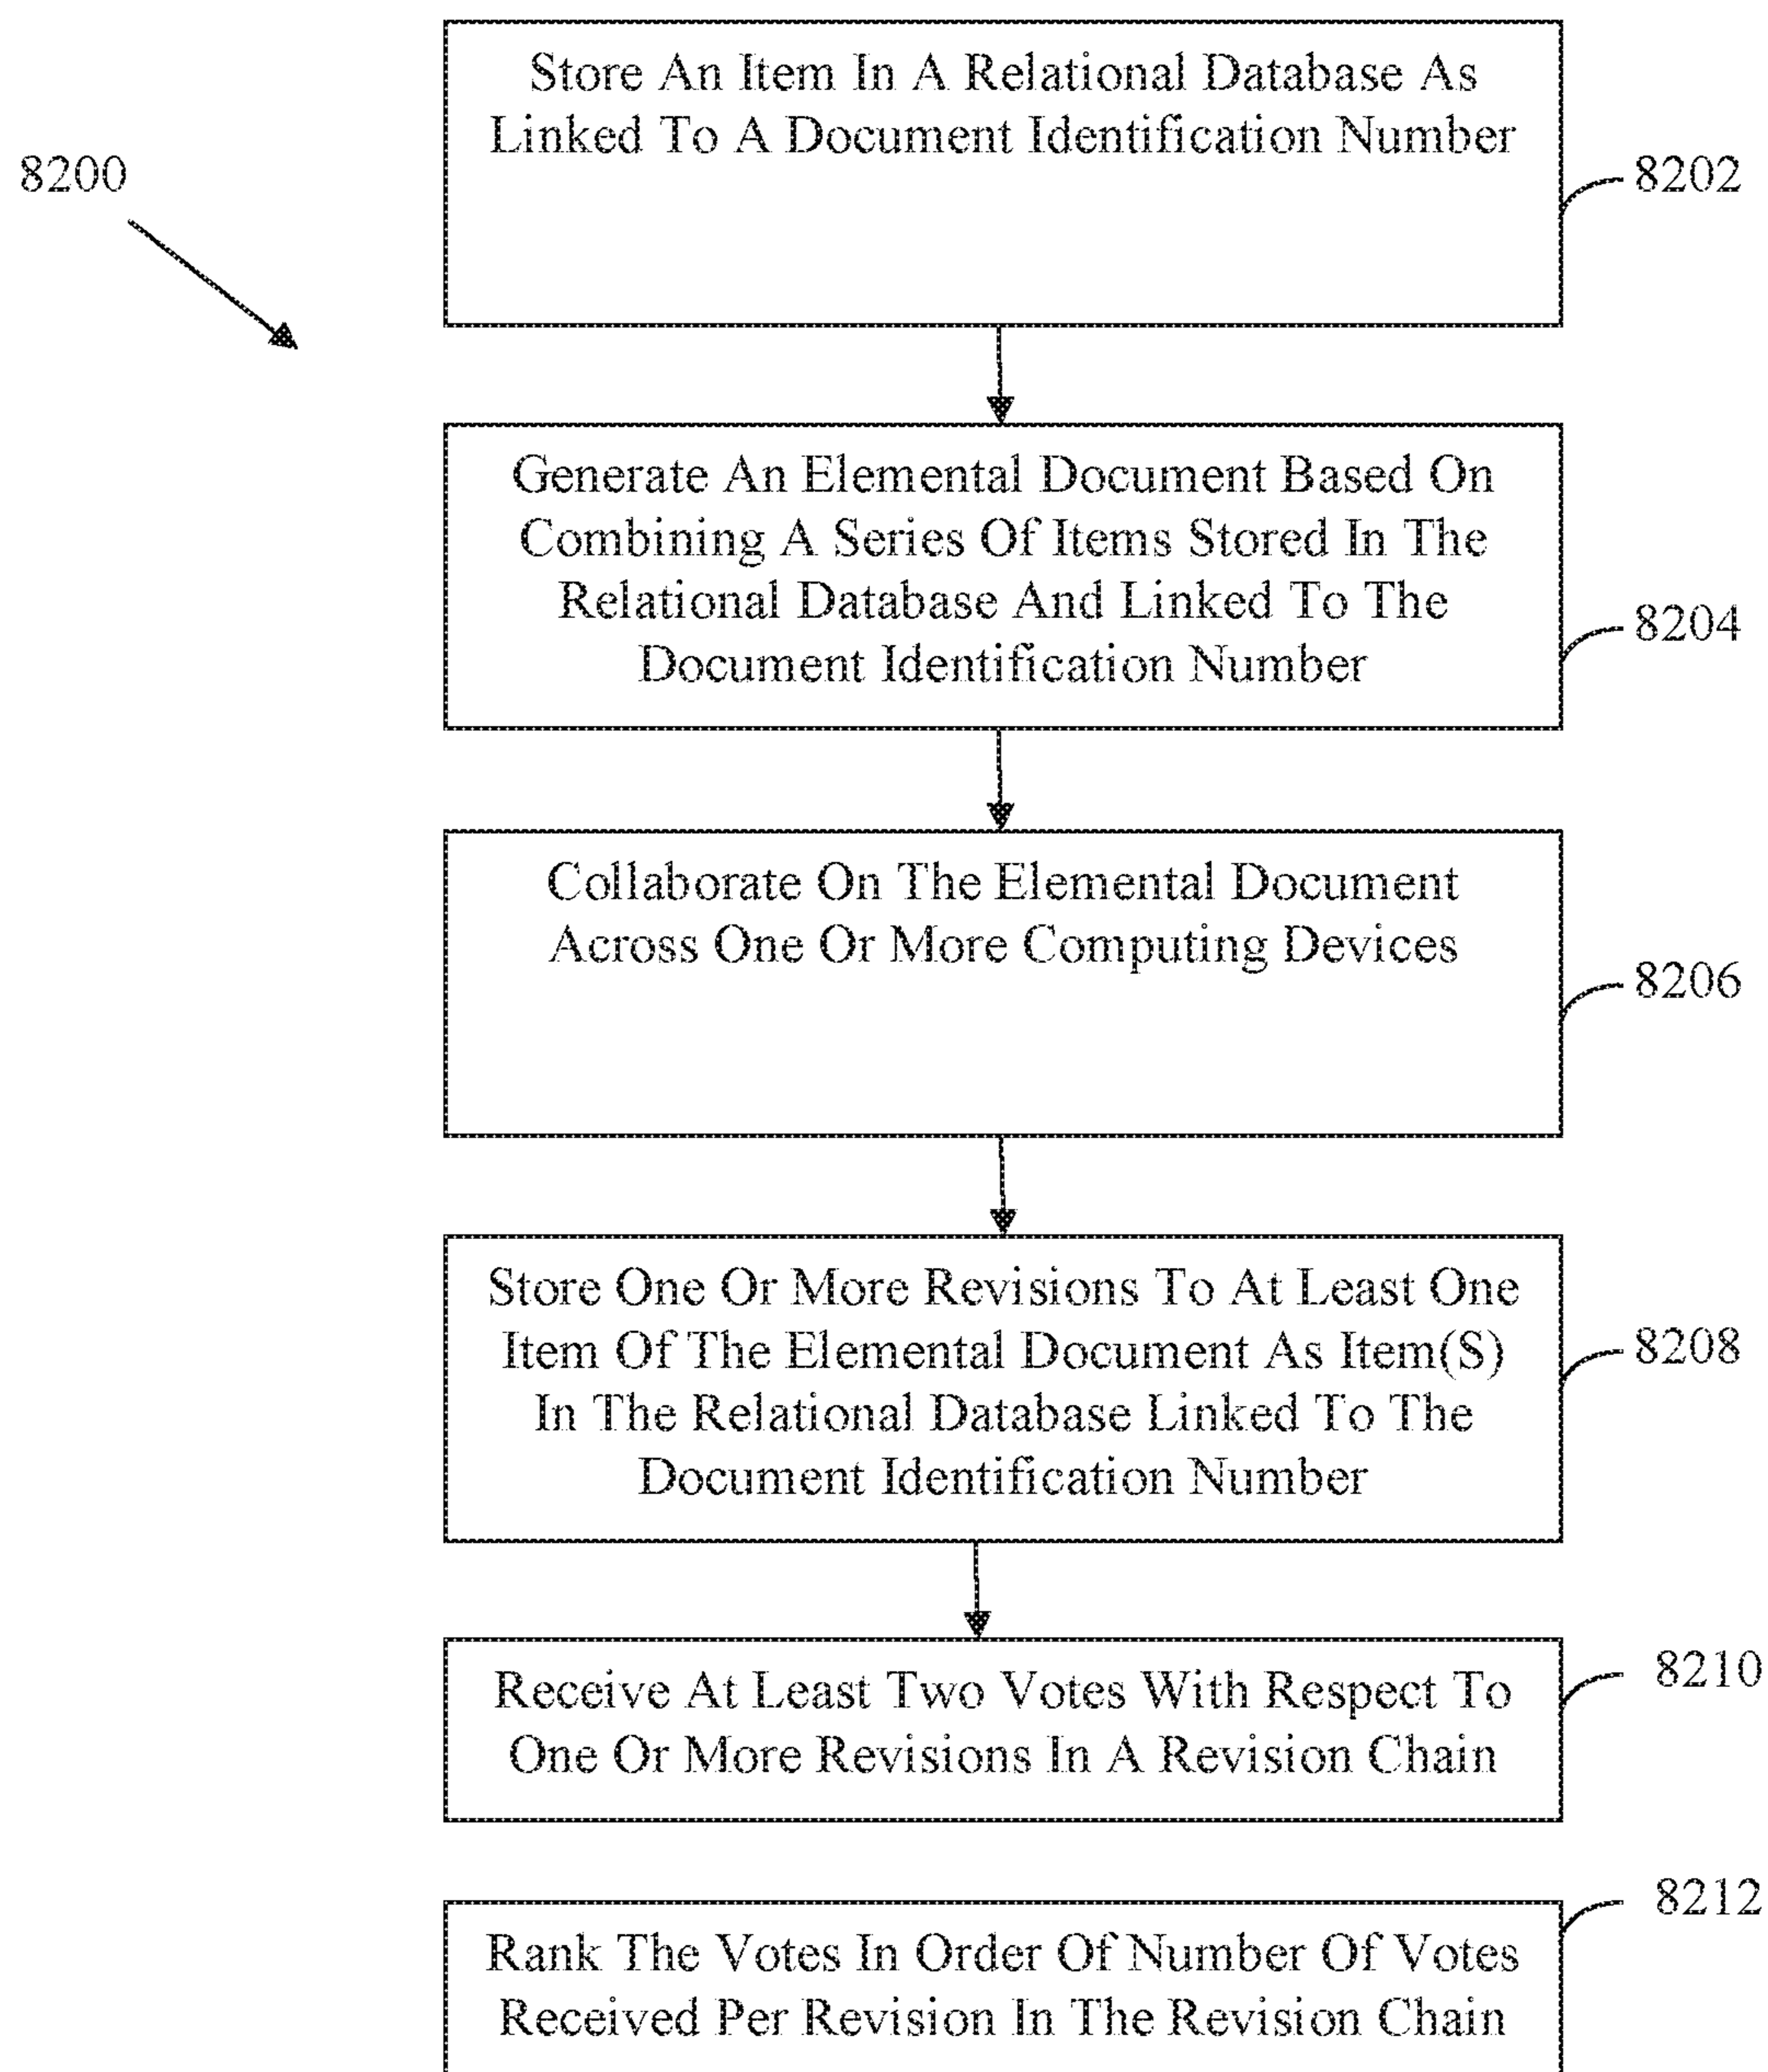 Store An Item In A Relational Database As
Linked To A Document Identification Number
8200
8202
Generate An Elemental Document Based On
Combining A Series Of Items Stored In The
Relational Database And Linked To The
Document Identification Number
8204
Collaborate On The Elemental Document
Across One Or More Computing Devices
8206
Store One Or More Revisions To At Least One
Item Of The Elemental Document As Item(S)
In The Relational Database Linked To The
Document Identification Number
8208
Receive At Least Two Votes With Respect To
One Or More Revisions In A Revision Chain
8210
8212
Rank The Votes In Order Of Number Of Votes
Received Per Revision In The Revision Chain